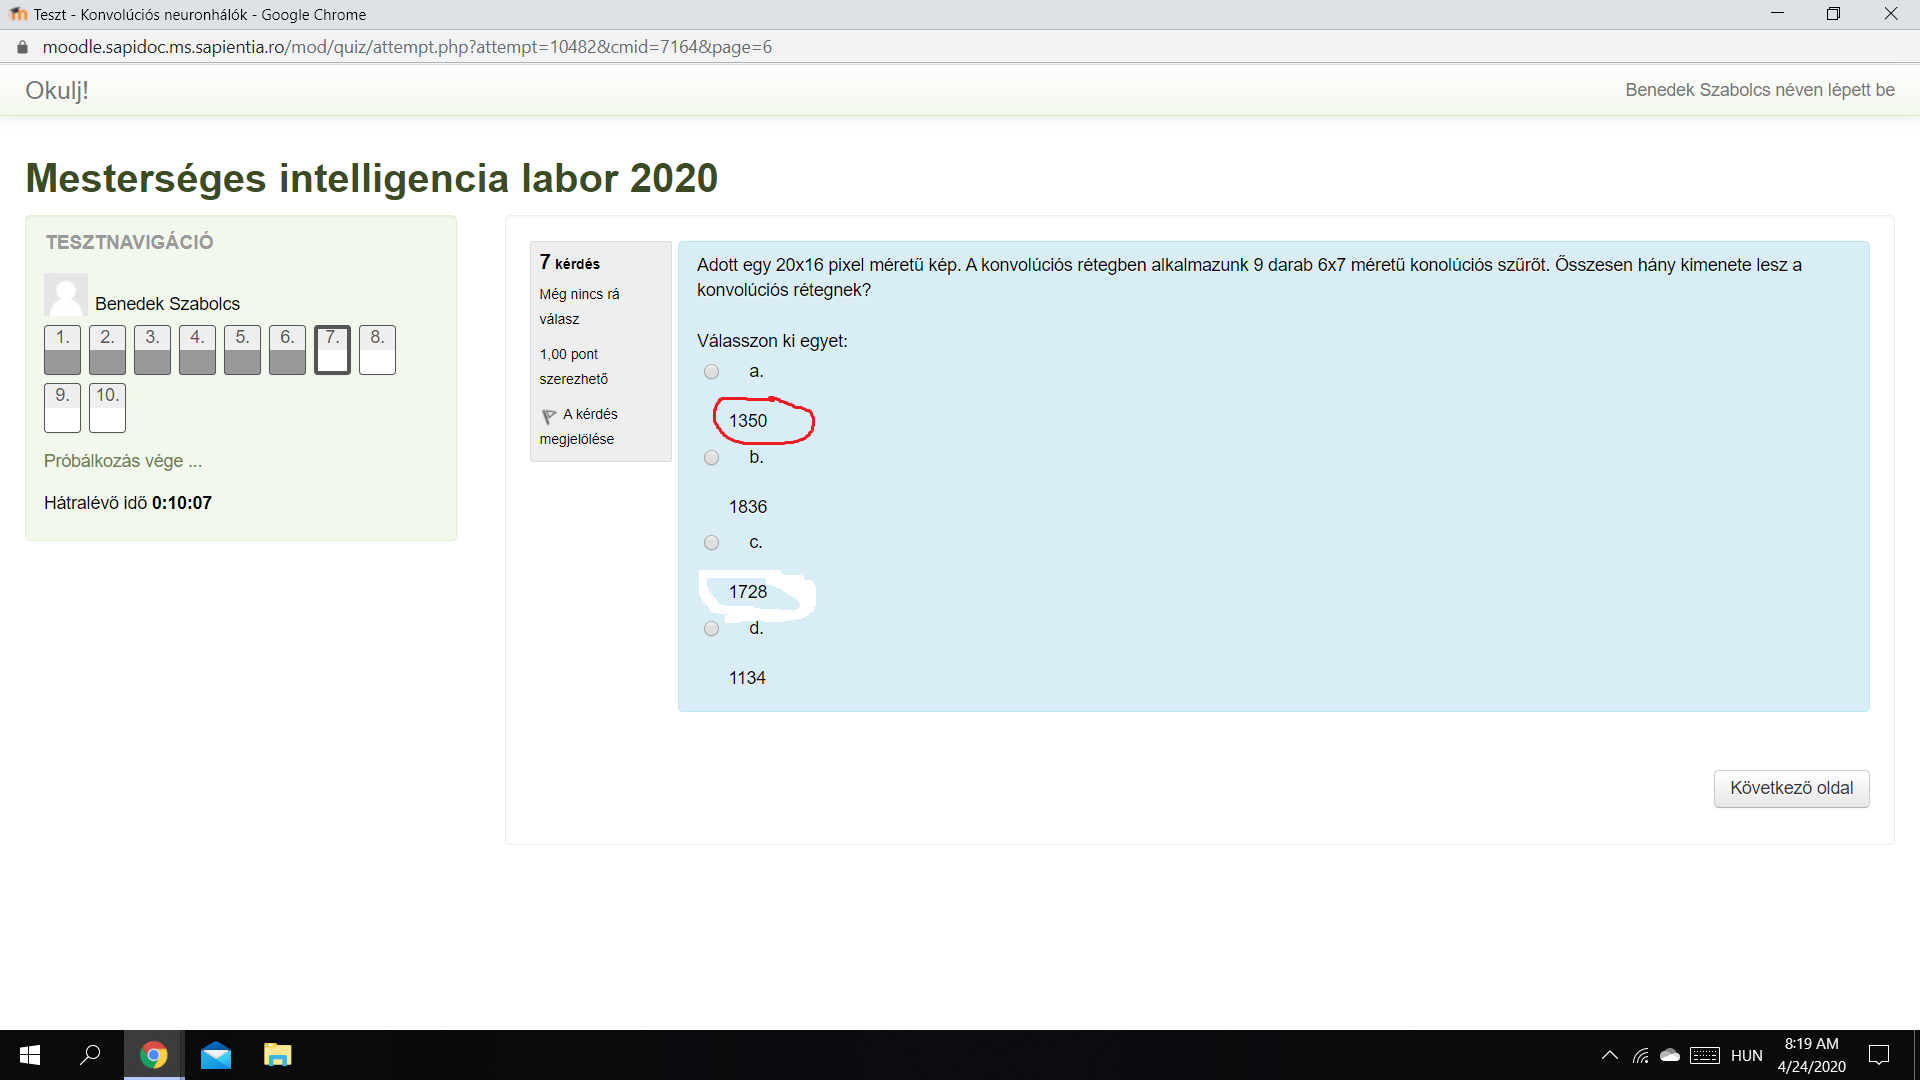 Teszt - Konvolúciós neuronhálók - Google Chrome
moodle.sapidoc.ms.sapientia.ro/mod/quiz/attempt.php?attempt=10482&cmid=7164&page=6
Okulj!
Benedek Szabolcs néven lépett be
Mesterséges intelligencia labor 2020
TESZTNAVIGÁCIÓ
Benedek Szabolcs
1. 2. 3. 4. 5. 6. 7. 8.
9. 10.
Próbálkozás vége ...
Hátralévő idő 0:10:07
7 kérdés
Még nincs rá
válasz
1,00 pont
szerezhető
A kérdés
megjelölése
Adott egy 20x16 pixel méretű kép. A konvolúciós rétegben alkalmazunk 9 darab 6x7 méretű konolúciós szűrőt. Összesen hány kimenete lesz a
konvolúciós rétegnek?
Válasszon ki egyet:
a.
1350
b.
1836
c.
1728
d.
1134
Következő oldal
HUN
8:19 AM
4/24/2020